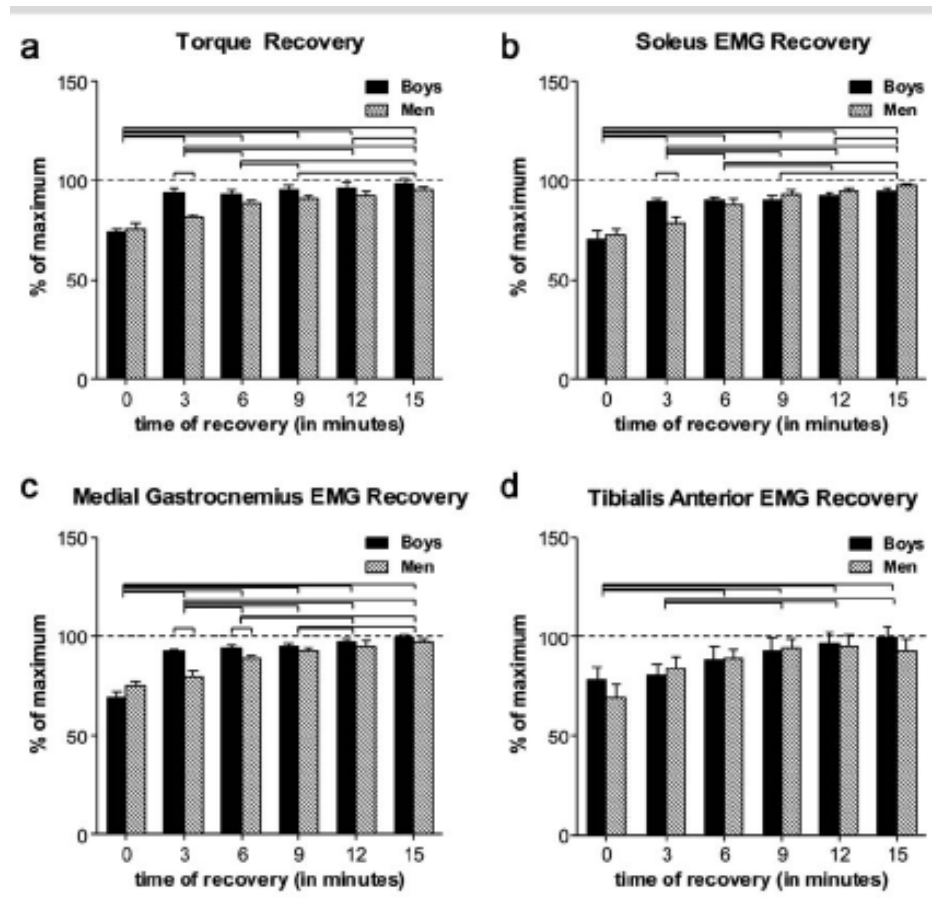 a
Torque Recovery
150
100
50
0
% of maximum
Boys
Men
0 3 6 9 12 15
time of recovery (in minutes)
b
Soleus EMG Recovery
150
100
50
0
% of maximum
Boys
Men
0 3 6 9 12 15
time of recovery (in minutes)
c
Medial Gastrocnemius EMG Recovery
150
100
50
0
% of maximum
Boys
Men
0 3 6 9 12 15
time of recovery (in minutes)
d
Tibialis Anterior EMG Recovery
150
100
50
0
% of maximum
Boys
Men
0 3 6 9 12 15
time of recovery (in minutes)